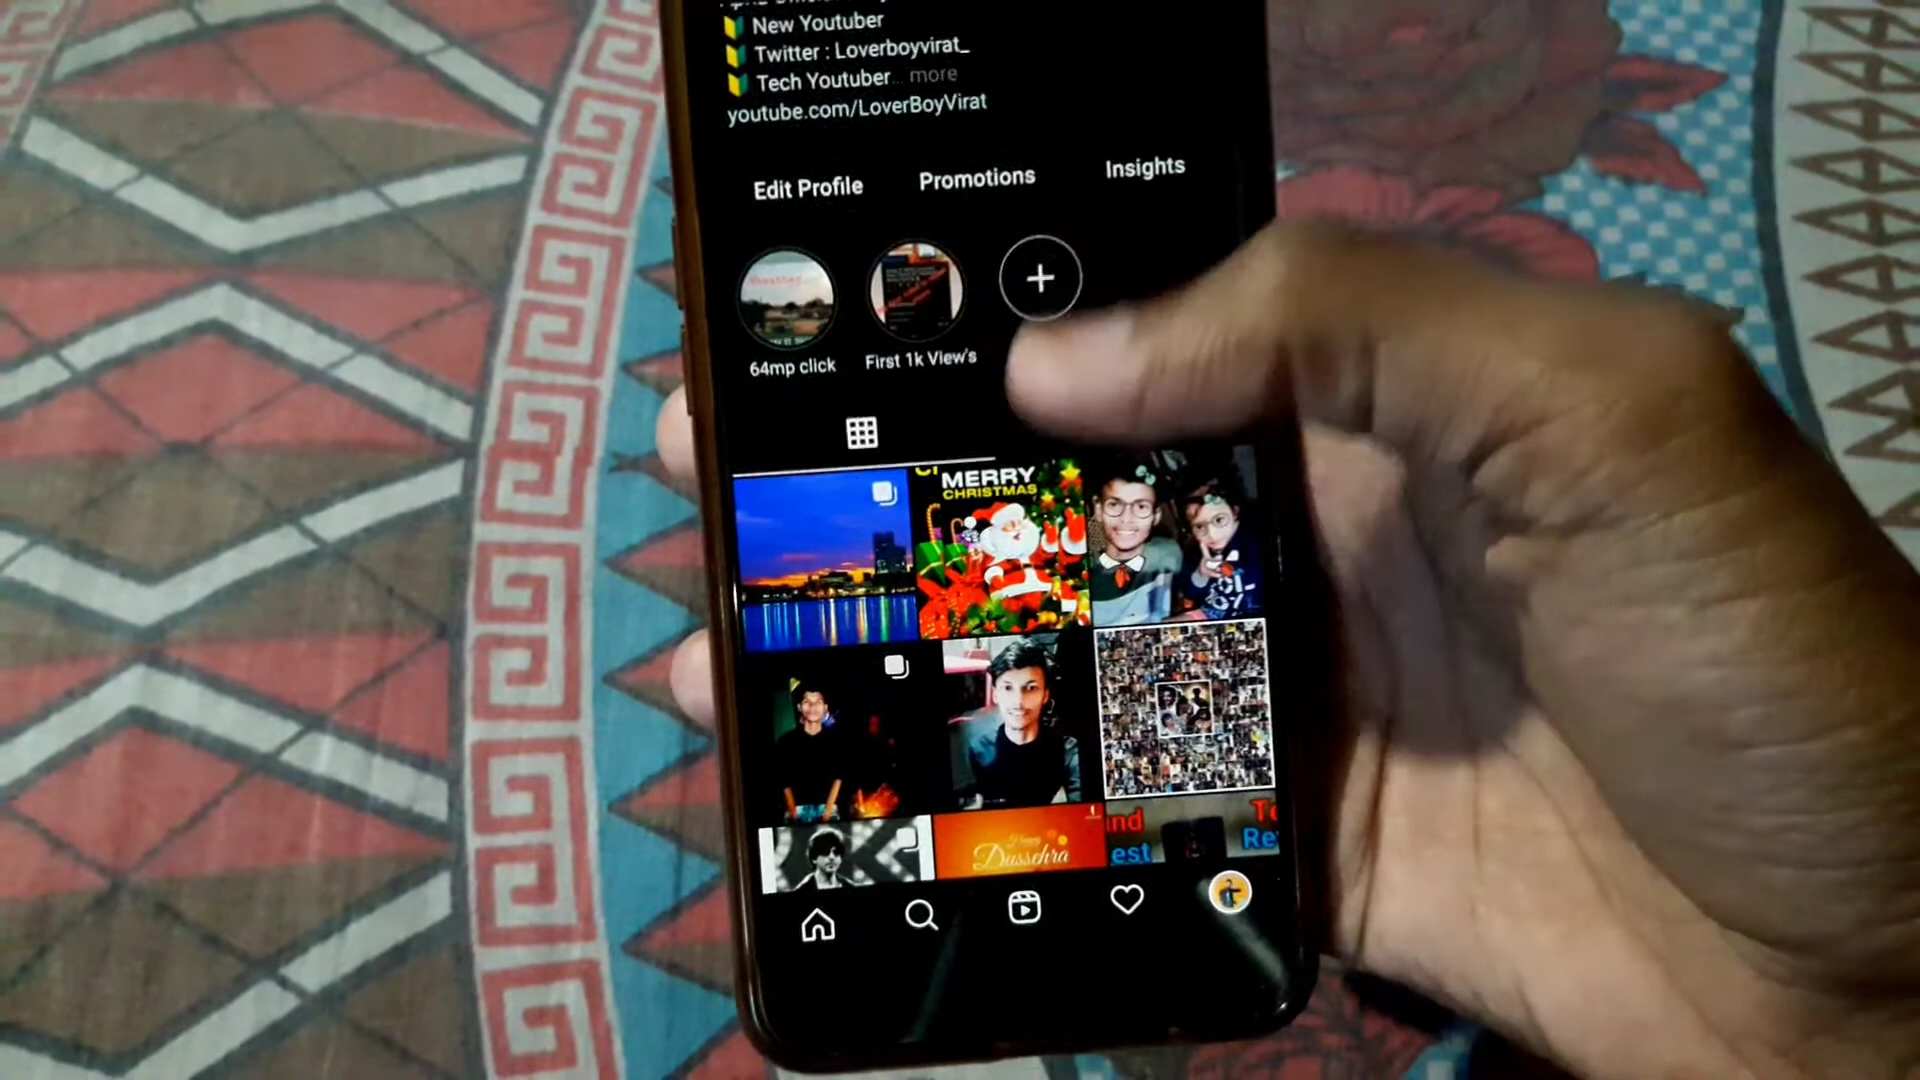 New Youtuber
Twitter : Loverboyvirat_
Tech Youtuber... more
youtube.com/LoverBoyVirat
Edit Profile
Promotions
Insights
64mp click
First 1k View's
MERRY
CHRISTMAS
Happy
Dussehra